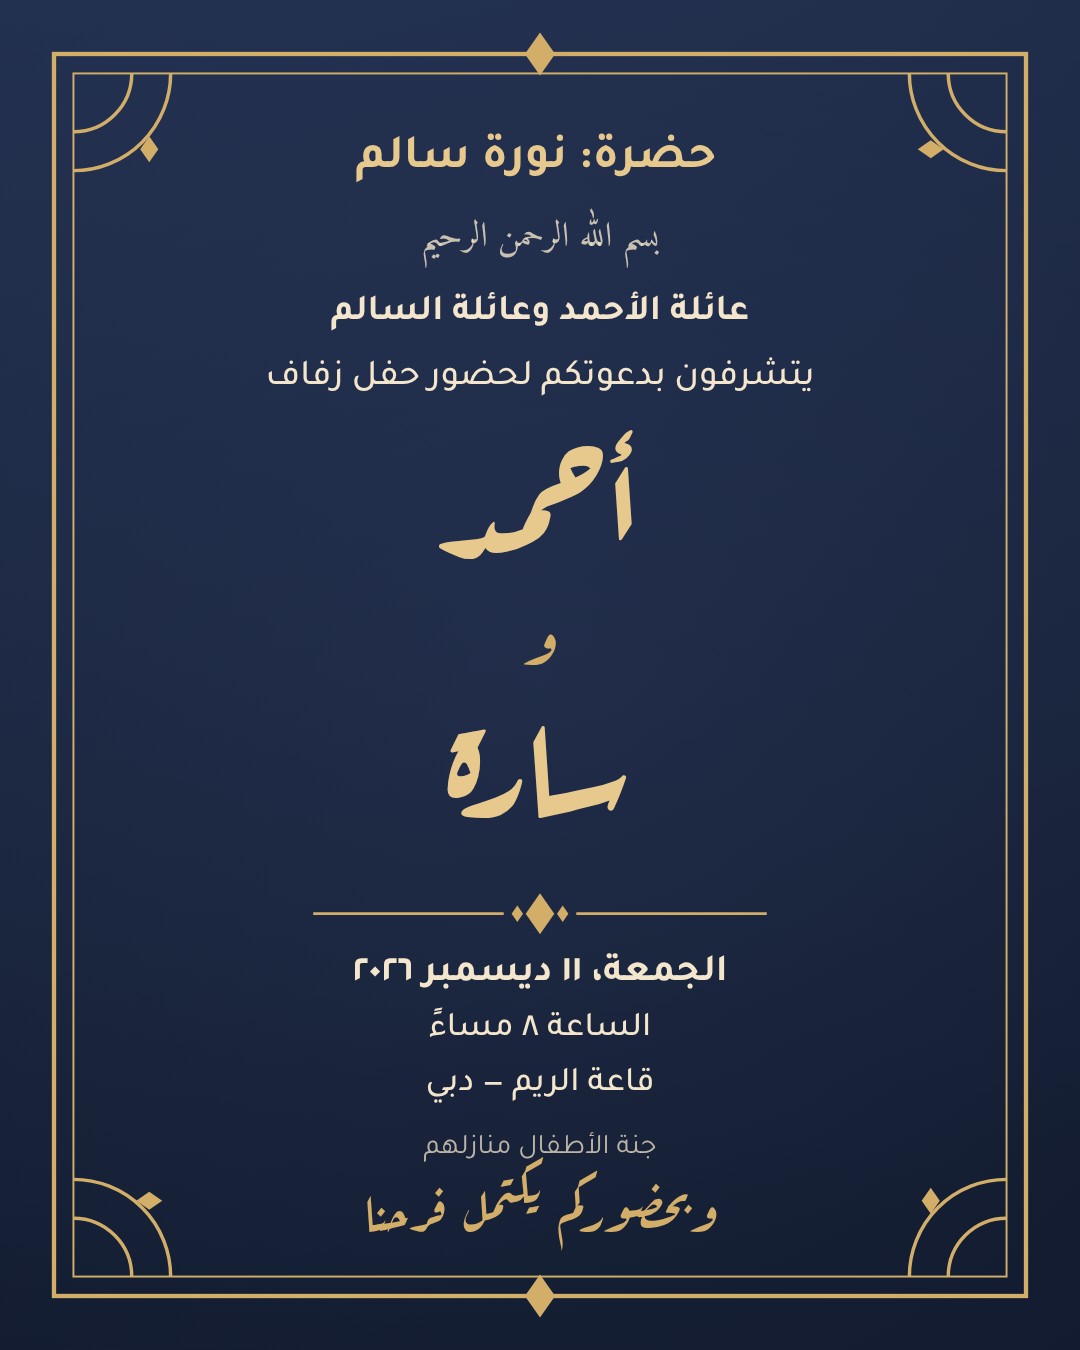 حضرة: نورة سالم
بسم الله الرحمن الرحيم
عائلة الأحمد وعائلة السالم
يتشرفون بدعوتكم لحضور حفل زفاف
أحمد
و
سارة
الجمعة، ١١ ديسمبر ٢٠٢٦
الساعة ٨ مساءً
قاعة الريم – دبي
جنة الأطفال منازلهم
وبحضوركم يكتمل فرحنا